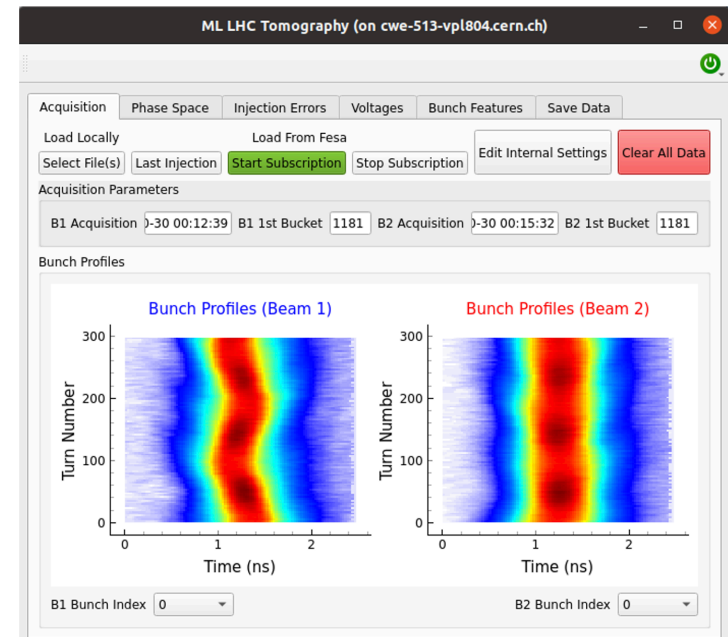 ML LHC Tomography (on cwe-513-vpl804.cern.ch)
Acquisition Phase Space Injection Errors Voltages Bunch Features Save Data
Load Locally Load From Fesa
Select File(s) Last Injection Start Subscription Stop Subscription Edit Internal Settings Clear All Data
Acquisition Parameters
B1 Acquisition 0-30 00:12:39 B1 1st Bucket 1181 B2 Acquisition 0-30 00:15:32 B2 1st Bucket 1181
Bunch Profiles
Bunch Profiles (Beam 1) Bunch Profiles (Beam 2)
300 300
200 200
100 100
0 0
Turn Number Turn Number
0 1 2 0 1 2
Time (ns) Time (ns)
B1 Bunch Index 0 B2 Bunch Index 0